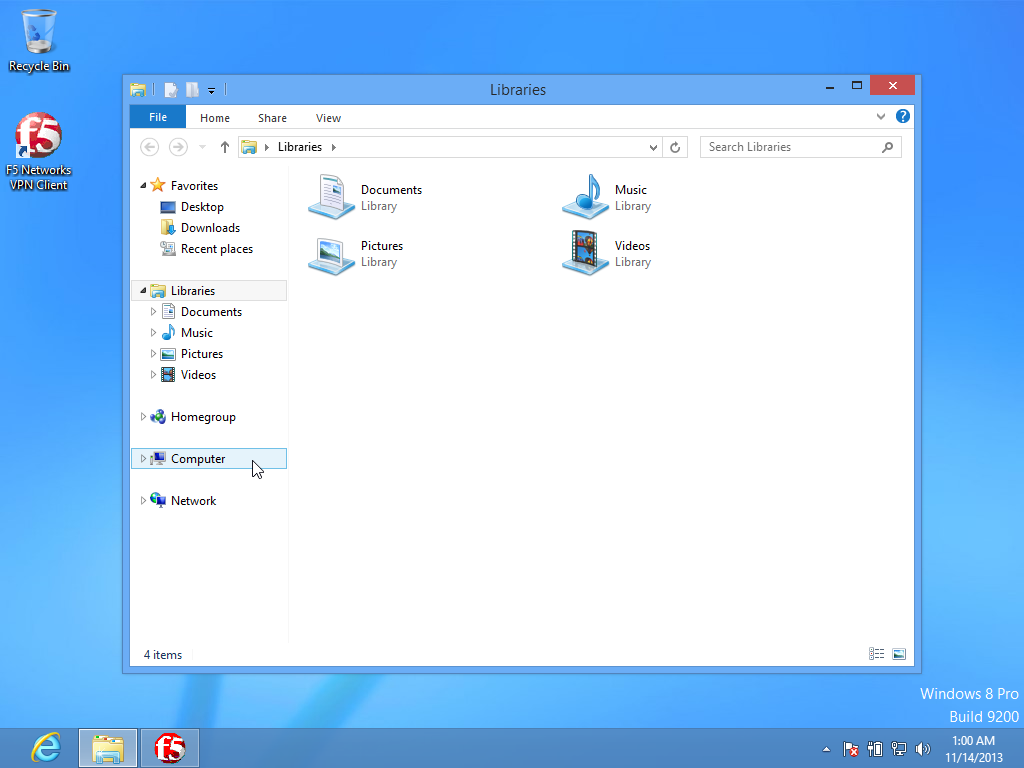 Recycle Bin
f5
F5 Networks
VPN Client
Libraries
File
Home
Share
View
?
Libraries
Search Libraries
Favorites
Desktop
Downloads
Recent places
Libraries
Documents
Music
Pictures
Videos
Homegroup
Computer
Network
Documents
Library
Music
Library
Pictures
Library
Videos
Library
4 items
Windows 8 Pro
Build 9200
f5
1:00 AM
11/14/2013